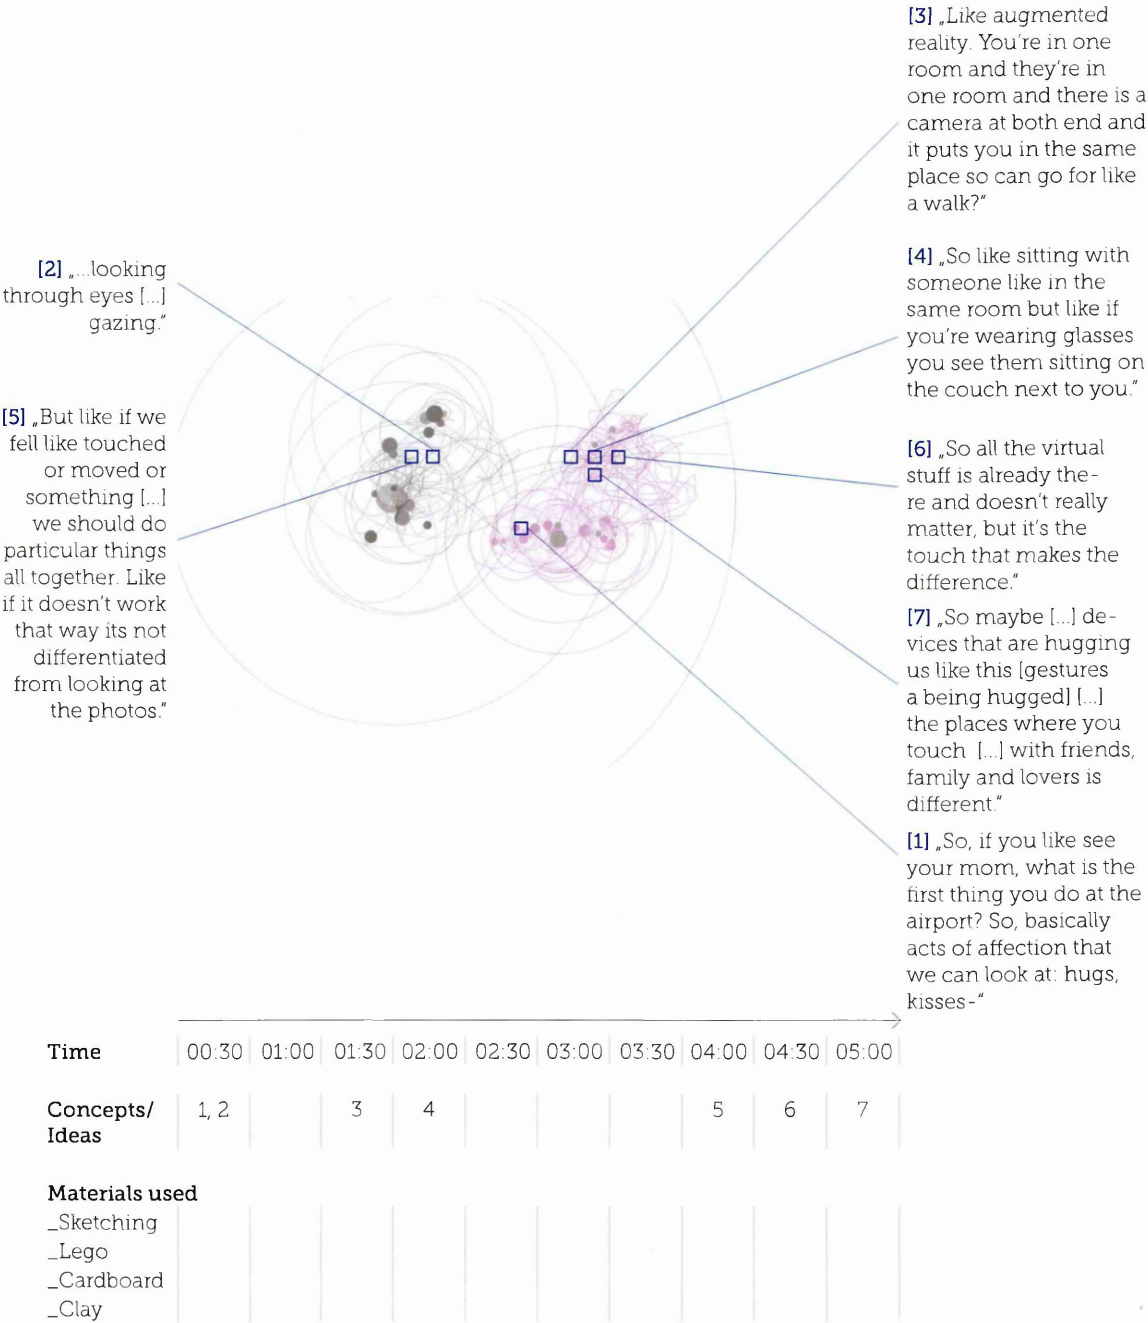 [3] „Like augmented
reality. You're in one
room and they're in
one room and there is a
camera at both end and
it puts you in the same
place so can go for like
a walk?"
[2] „...looking
through eyes [...]
gazing."
[4] „So like sitting with
someone like in the
same room but like if
you're wearing glasses
you see them sitting on
the couch next to you."
[5] „But like if we
fell like touched
or moved or
something [...]
we should do
particular things
all together. Like
if it doesn't work
that way its not
differentiated
from looking at
the photos."
[6] „So all the virtual
stuff is already the-
re and doesn't really
matter, but it's the
touch that makes the
difference."
[7] „So maybe [...] de-
vices that are hugging
us like this [gestures
a being hugged] [...]
the places where you
touch [...] with friends,
family and lovers is
different."
[1] „So, if you like see
your mom, what is the
first thing you do at the
airport? So, basically
acts of affection that
we can look at: hugs,
kisses-"
Time 00:30 01:00 01:30 02:00 02:30 03:00 03:30 04:00 04:30 05:00
Concepts/ 1, 2 3 4 5 6 7
Ideas
Materials used
_Sketching
_Lego
_Cardboard
_Clay